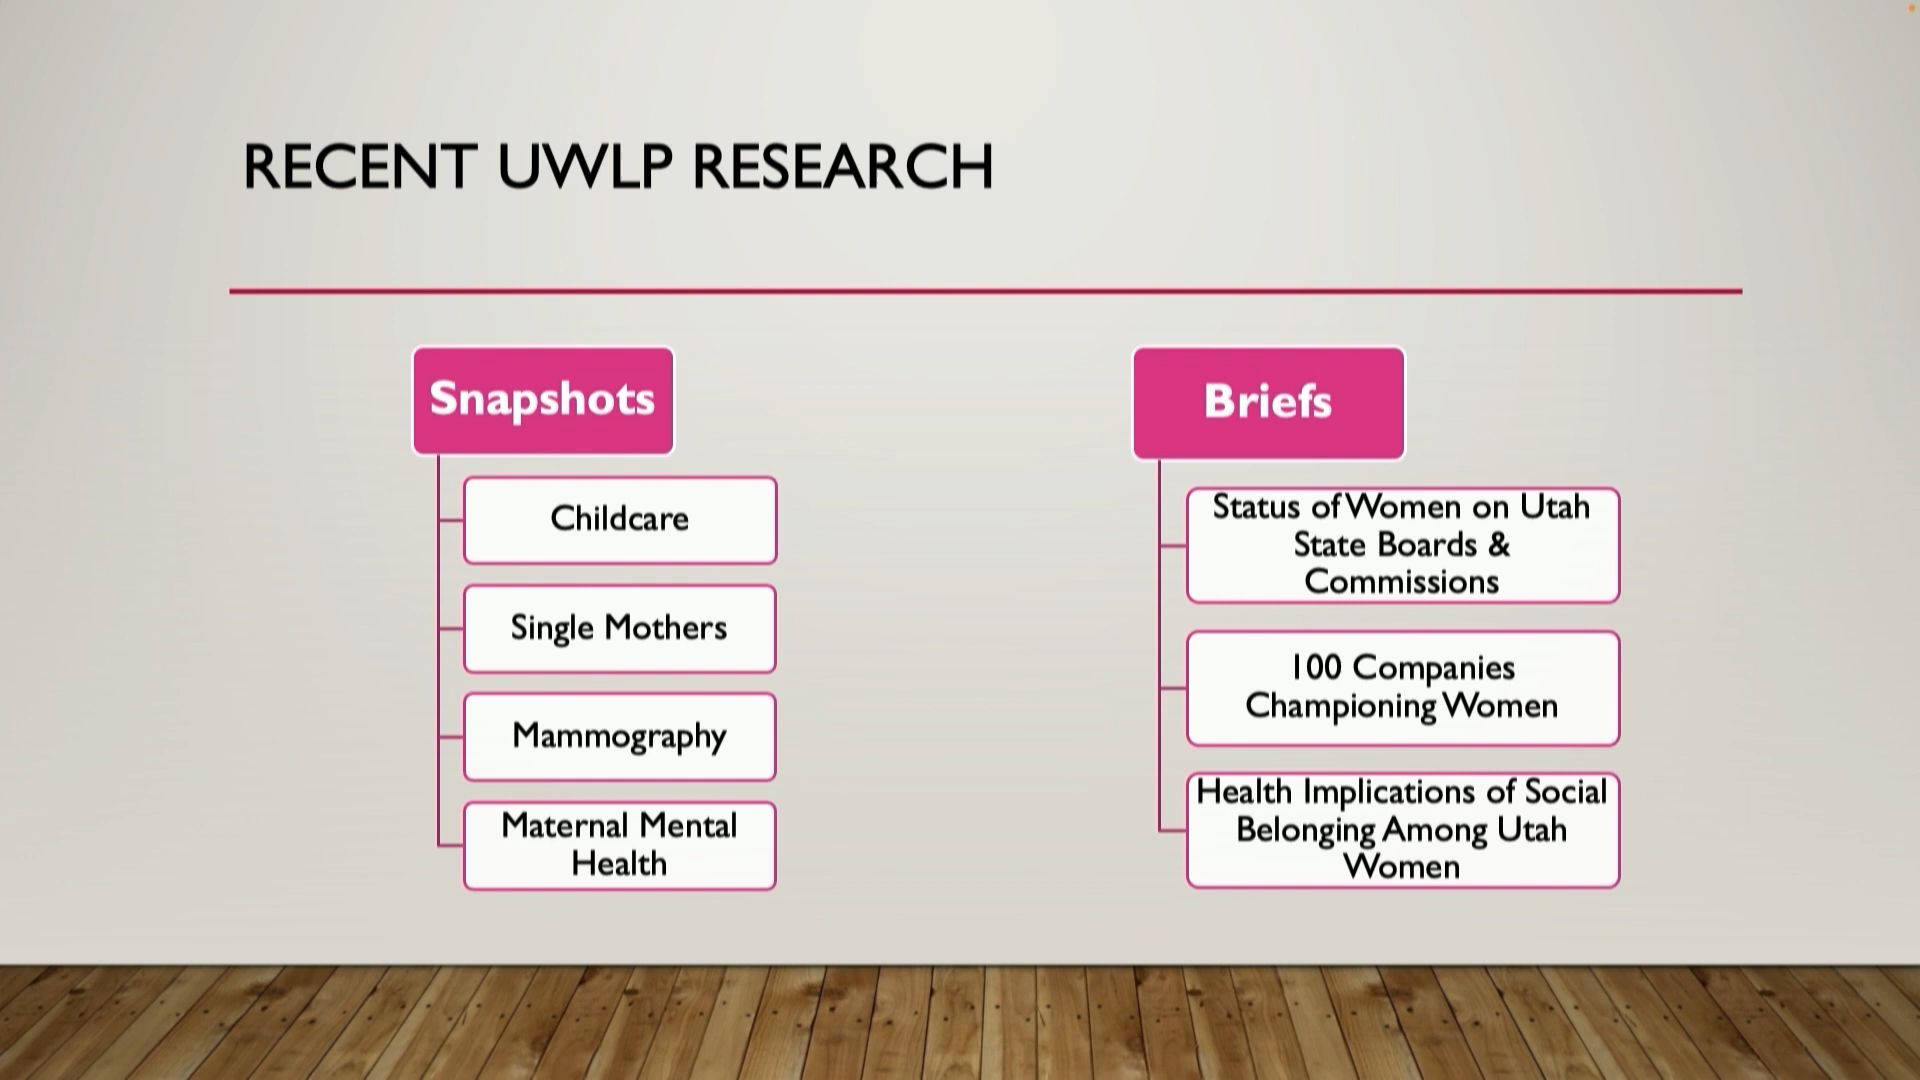 RECENT UWLP RESEARCH
Snapshots
Childcare
Single Mothers
Mammography
Maternal Mental
Health
Briefs
Status of Women on Utah
State Boards &
Commissions
100 Companies
Championing Women
Health Implications of Social
Belonging Among Utah
Women